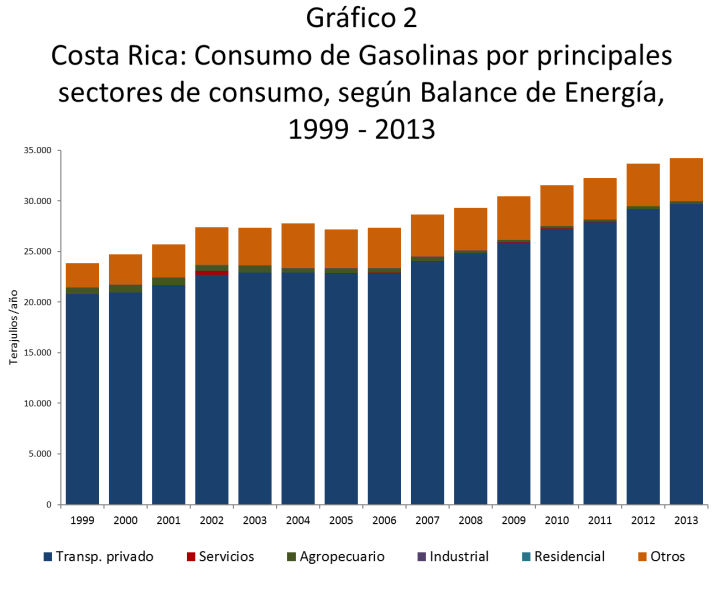 Gráfico 2
Costa Rica: Consumo de Gasolinas por principales
sectores de consumo, según Balance de Energía,
1999 - 2013
35.000
30.000
25.000
20.000
15.000
10.000
5.000
0
Terajulios/año
1999 2000 2001 2002 2003 2004 2005 2006 2007 2008 2009 2010 2011 2012 2013
Transp. privado Servicios Agropecuario Industrial Residencial Otros